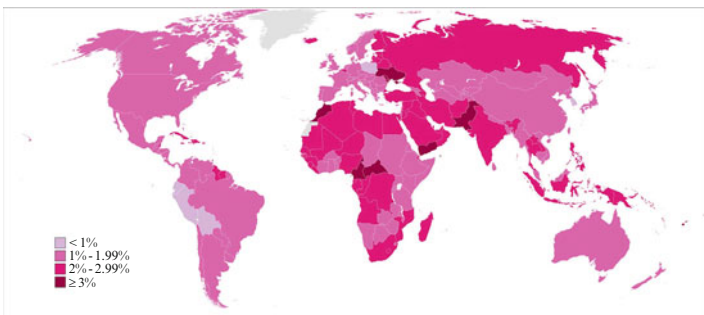 < 1%
1% - 1.99%
2% - 2.99%
≥ 3%